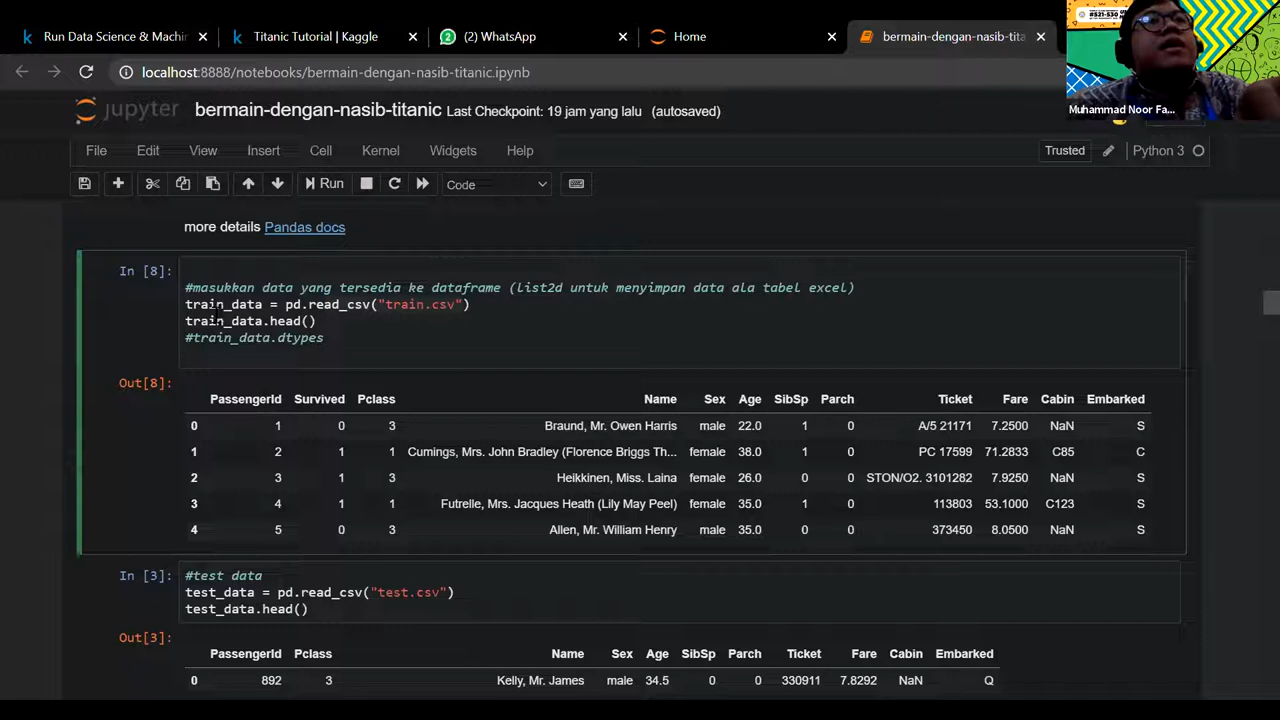 Run Data Science & Machin
Titanic Tutorial | Kaggle
(2) WhatsApp
Home
bermain-dengan-nasib-tita
localhost:8888/notebooks/bermain-dengan-nasib-titanic.ipynb
Muhammad Noor Fa...
jupyter bermain-dengan-nasib-titanic Last Checkpoint: 19 jam yang lalu (autosaved)
File Edit View Insert Cell Kernel Widgets Help Trusted Python 3
Run Code
more details Pandas docs
In [8]:
#masukkan data yang tersedia ke dataframe (list2d untuk menyimpan data ala tabel excel)
train_data = pd.read_csv("train.csv")
train_data.head()
#train_data.dtypes
Out[8]:
PassengerId Survived Pclass Name Sex Age SibSp Parch Ticket Fare Cabin Embarked
0 1 0 3 Braund, Mr. Owen Harris male 22.0 1 0 A/5 21171 7.2500 NaN S
1 2 1 1 Cumings, Mrs. John Bradley (Florence Briggs Th... female 38.0 1 0 PC 17599 71.2833 C85 C
2 3 1 3 Heikkinen, Miss. Laina female 26.0 0 0 STON/O2. 3101282 7.9250 NaN S
3 4 1 1 Futrelle, Mrs. Jacques Heath (Lily May Peel) female 35.0 1 0 113803 53.1000 C123 S
4 5 0 3 Allen, Mr. William Henry male 35.0 0 0 373450 8.0500 NaN S
In [3]:
#test data
test_data = pd.read_csv("test.csv")
test_data.head()
Out[3]:
PassengerId Pclass Name Sex Age SibSp Parch Ticket Fare Cabin Embarked
0 892 3 Kelly, Mr. James male 34.5 0 0 330911 7.8292 NaN Q